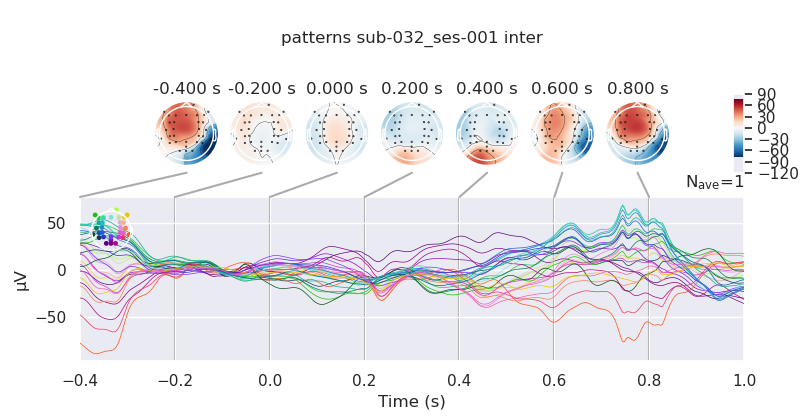 patterns sub-032_ses-001 inter
-0.400 s -0.200 s 0.000 s 0.200 s 0.400 s 0.600 s 0.800 s
90
60
30
0
−30
−60
−90
−120
Nave=1
50
0
−50
µV
−0.4 −0.2 0.0 0.2 0.4 0.6 0.8 1.0
Time (s)